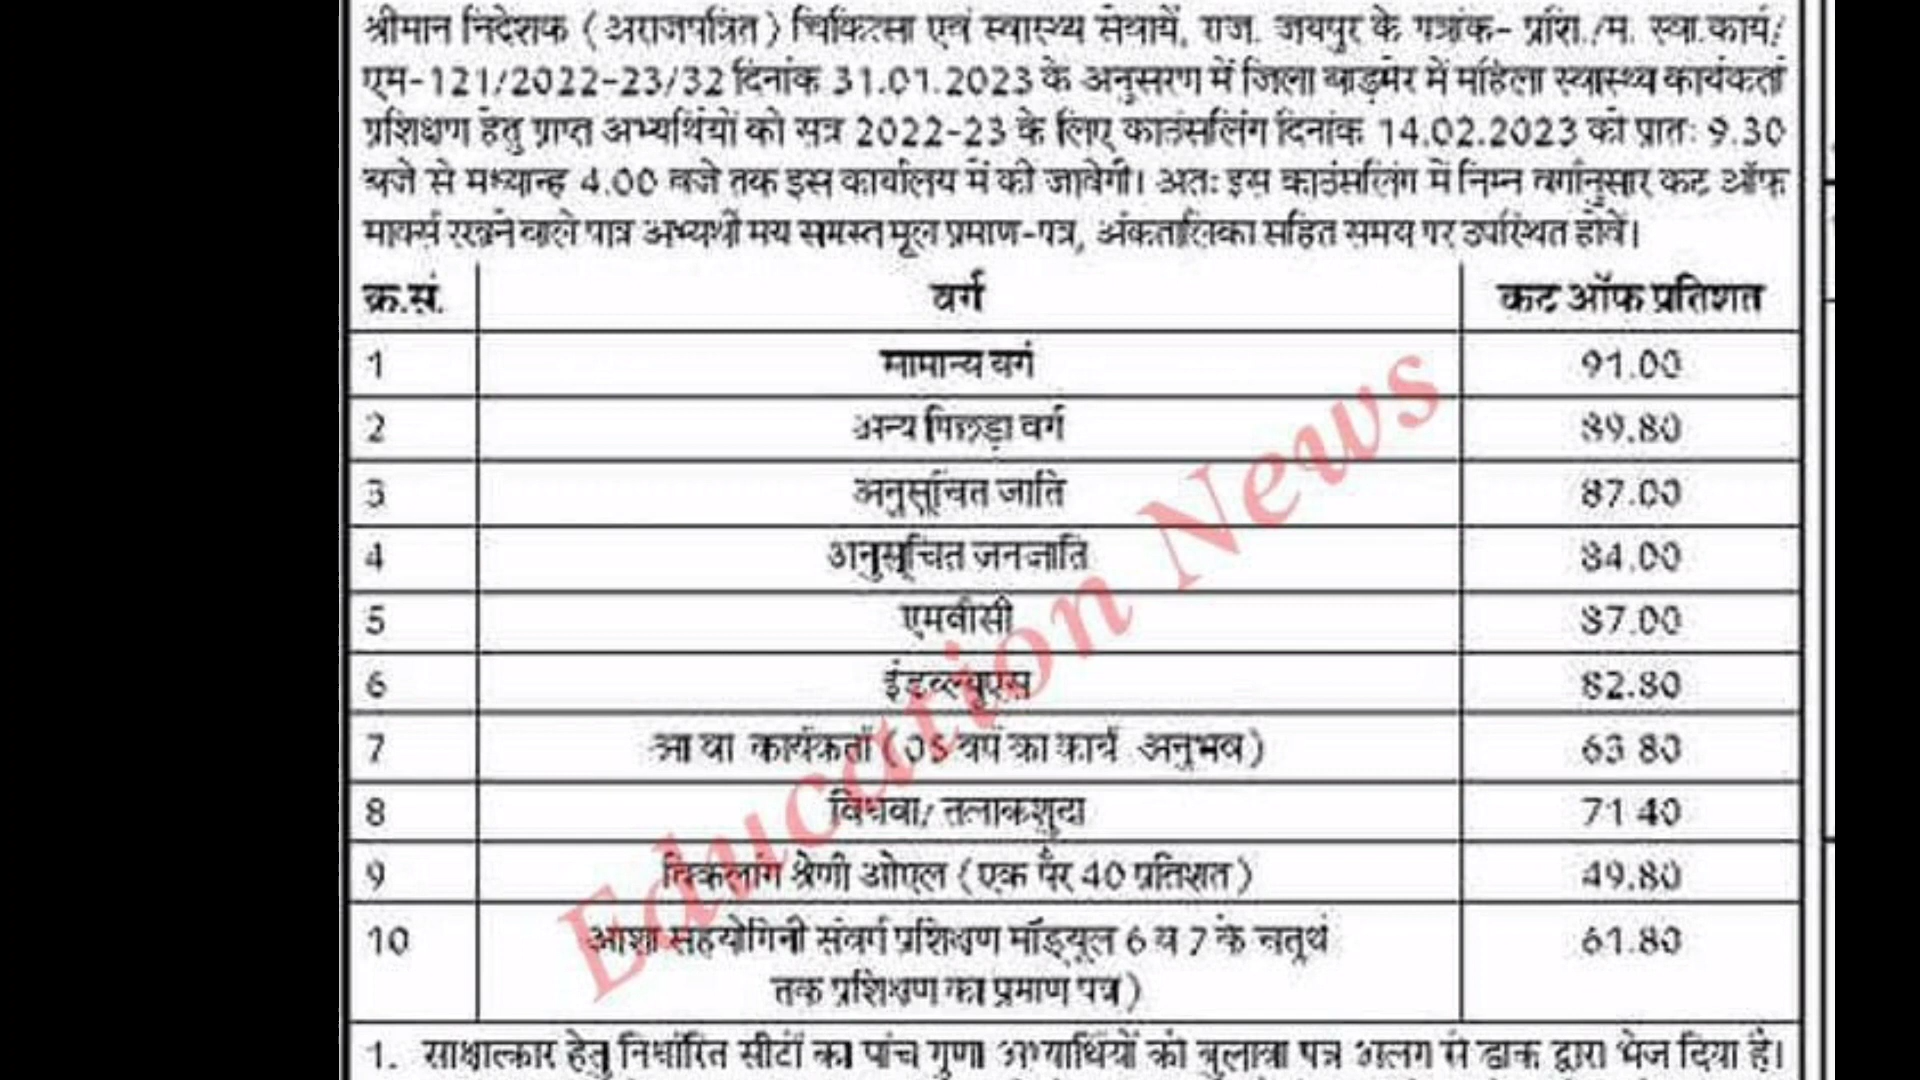 श्रीमान निदेशक (अराजपत्रित) चिकित्सा एवं स्वास्थ्य सेवायें, राज. जयपुर के पत्रांक- प्रशि./म. स्वा.कार्य/
एम-121/2022-23/32 दिनांक 31.01.2023 के अनुसरण में जिला बाड़मेर में महिला स्वास्थ्य कार्यकर्ता
प्रशिक्षण हेतु प्राप्त अभ्यर्थियों को सत्र 2022-23 के लिए काउंसलिंग दिनांक 14.02.2023 को प्रातः 9.30
बजे से मध्यान्ह 4.00 बजे तक इस कार्यालय में की जावेगी। अतः इस काउंसलिंग में निम्न वर्गानुसार कट ऑफ
मार्क्स रखने वाले पात्र अभ्यर्थी मय समस्त मूल प्रमाण-पत्र, अंकतालिका सहित समय पर उपस्थित होवें।
क्र.सं. वर्ग कट ऑफ प्रतिशत
1 सामान्य वर्ग 91.00
2 अन्य पिछड़ा वर्ग 89.80
3 अनुसूचित जाति 87.00
4 अनुसूचित जनजाति 84.00
5 एमबीसी 87.00
6 ईडब्ल्यूएस 82.80
7 आ वा कार्यकर्ता (05 वर्ष का कार्य अनुभव) 63 80
8 विधवा/ तलाकशुदा 71 40
9 विकलांग श्रेणी ओएल (एक पैर 40 प्रतिशत) 49.80
10 आशा सहयोगिनी संवर्ग प्रशिक्षण मॉड्यूल 6 व 7 के चतुर्थ 61.80
तक प्रशिक्षण का प्रमाण पत्र)
1. साक्षात्कार हेतु निर्धारित सीटों का पांच गुणा अभ्यार्थियों को बुलावा पत्र अलग से डाक द्वारा भेज दिया है।
Education News